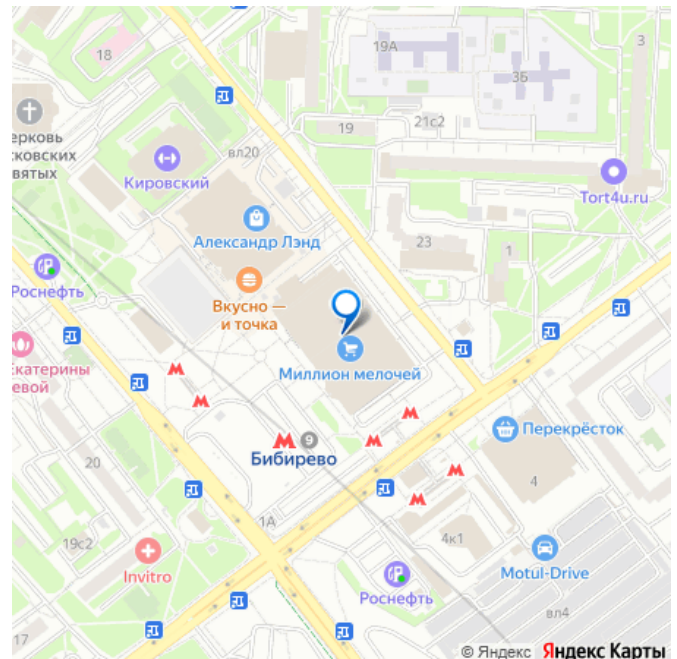 19А
3
18
3Б
21с2
19
ерковь
сковских
вятых
вл20
Кировский
Tort4u.ru
Александр Лэнд
23
1
Роснефть
Вкусно —
и точка
Екатерины
евой
Миллион мелочей
Перекрёсток
9
Бибирево
20
4
1А
19с2
4к1
Invitro
Motul-Drive
Роснефть
вл4
17
© Яндекс Яндекс Карты